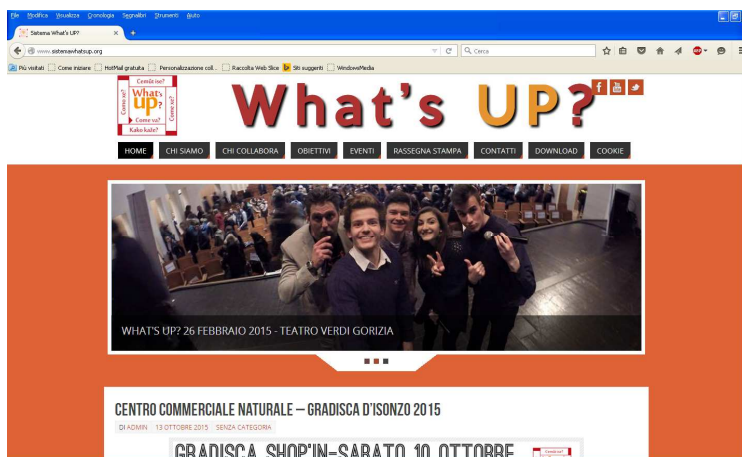 File Modifica Visualizza Cronologia Segnalibri Strumenti Aiuto
Sistema What's UP? × +
www.sistemawhatsup.org
Cerca
Più visitati Come iniziare HotMail gratuita Personalizzazione coll... Raccolta Web Slice Siti suggeriti WindowsMedia
Cemût ise?
Come xe?
What's
UP?
Come va?
Come xe?
Kako kaže?
What's UP?
HOME CHI SIAMO CHI COLLABORA OBIETTIVI EVENTI RASSEGNA STAMPA CONTATTI DOWNLOAD COOKIE
WHAT'S UP? 26 FEBBRAIO 2015 - TEATRO VERDI GORIZIA
CENTRO COMMERCIALE NATURALE – GRADISCA D'ISONZO 2015
DI ADMIN 13 OTTOBRE 2015 SENZA CATEGORIA
GRADISCA SHOP'IN-SABATO 10 OTTOBRE